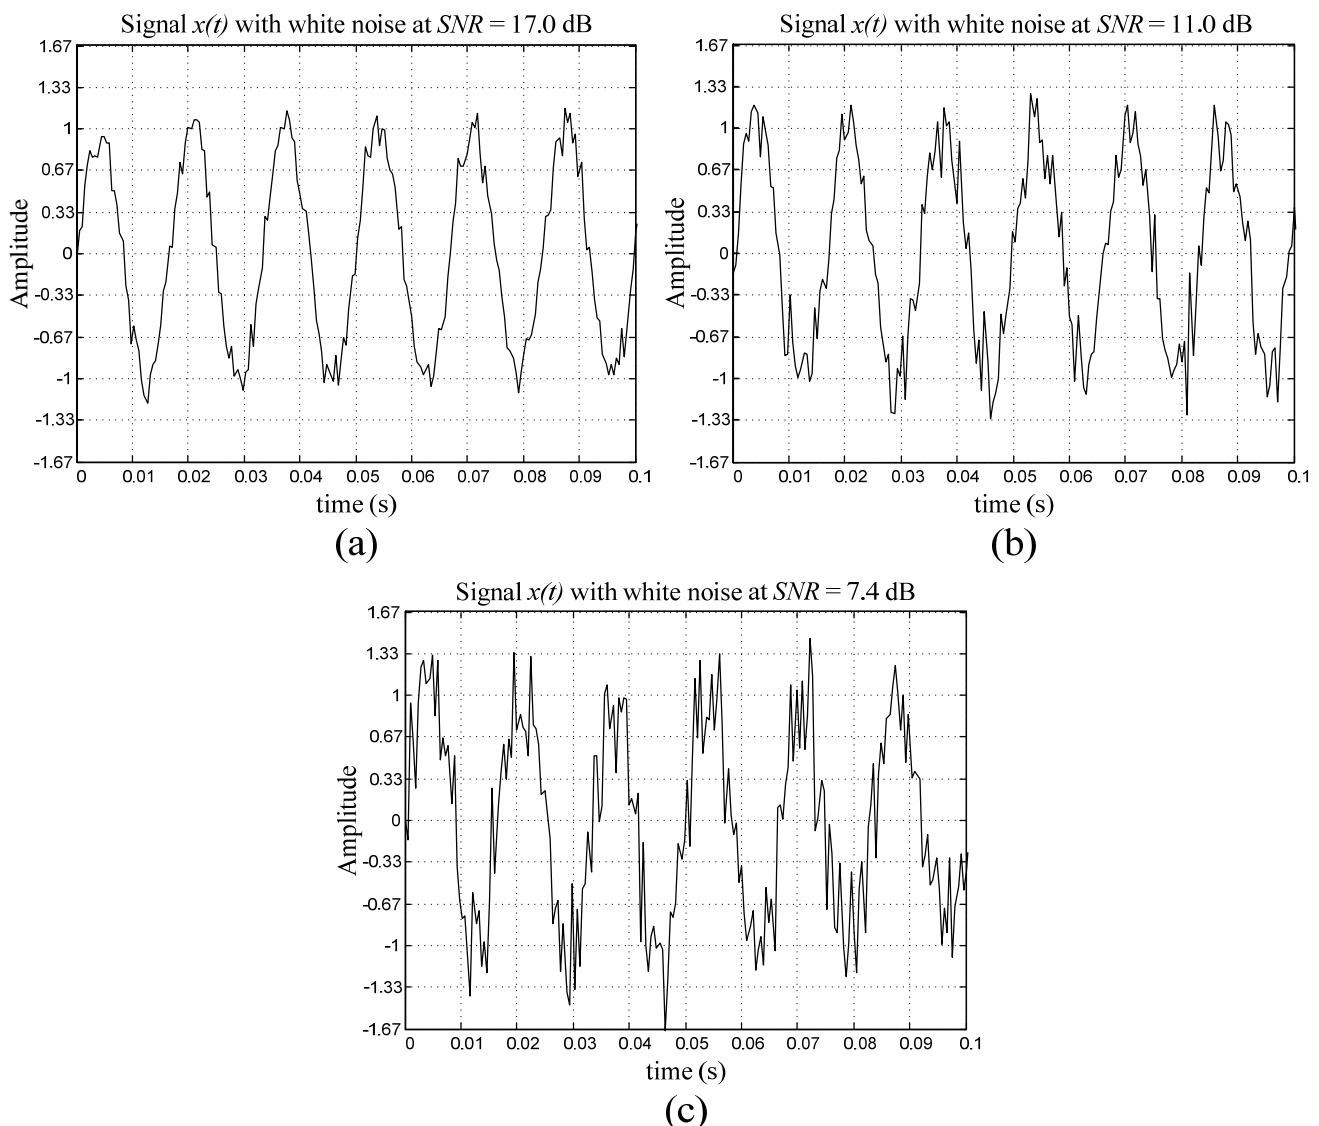 Signal x(t) with white noise at SNR = 17.0 dB
1.67
1.33
1
0.67
0.33
0
-0.33
-0.67
-1
-1.33
-1.67
Amplitude
0 0.01 0.02 0.03 0.04 0.05 0.06 0.07 0.08 0.09 0.1
time (s)
(a)
Signal x(t) with white noise at SNR = 11.0 dB
1.67
1.33
1
0.67
0.33
0
-0.33
-0.67
-1
-1.33
-1.67
Amplitude
0 0.01 0.02 0.03 0.04 0.05 0.06 0.07 0.08 0.09 0.1
time (s)
(b)
Signal x(t) with white noise at SNR = 7.4 dB
1.67
1.33
1
0.67
0.33
0
-0.33
-0.67
-1
-1.33
-1.67
Amplitude
0 0.01 0.02 0.03 0.04 0.05 0.06 0.07 0.08 0.09 0.1
time (s)
(c)